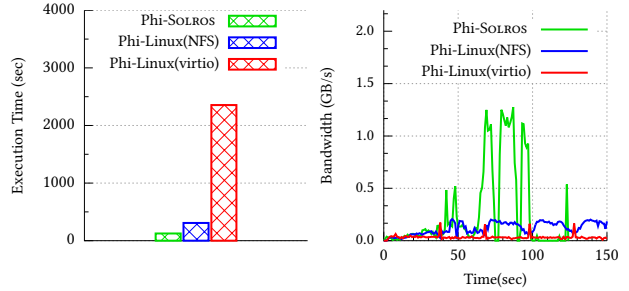 4000
3000
2000
1000
0
Execution Time (sec)
Phi-SOLROS
Phi-Linux(NFS)
Phi-Linux(virtio)
2.0
1.5
1.0
0.5
0.0
Bandwidth (GB/s)
Phi-SOLROS
Phi-Linux(NFS)
Phi-Linux(virtio)
0 50 100 150
Time(sec)